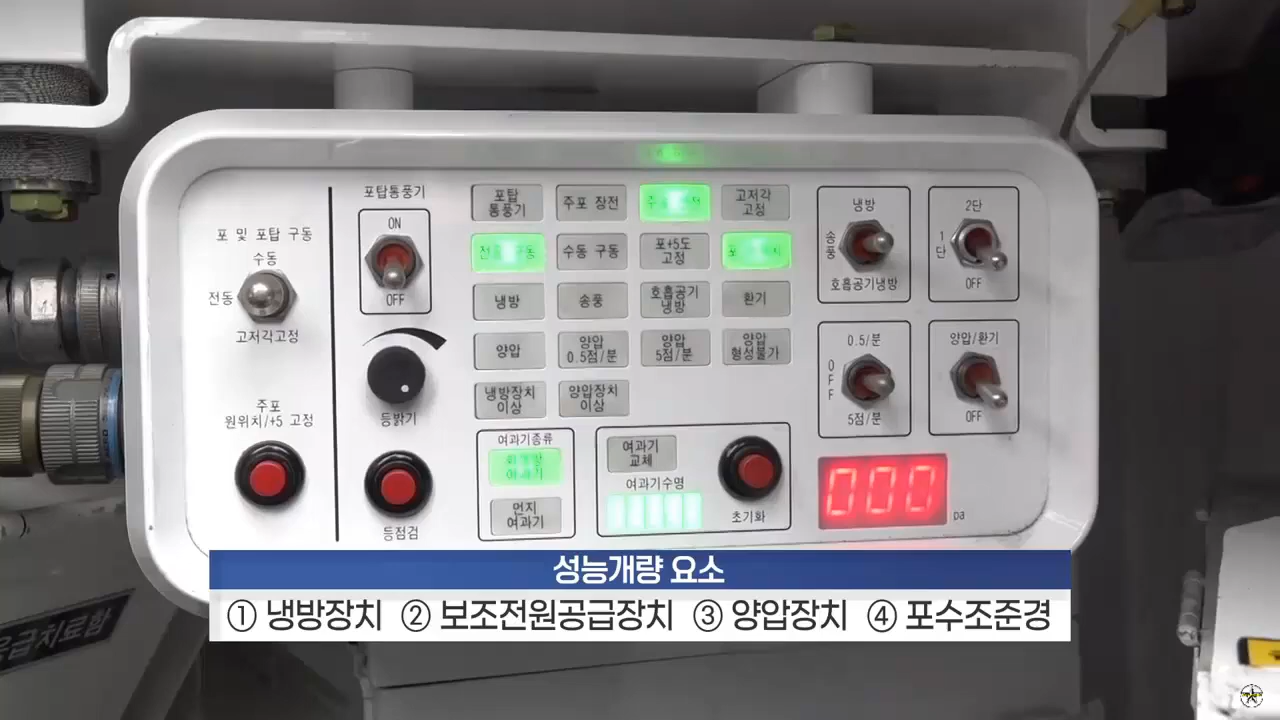 포탑통풍기
ON
OFF
포 및 포탑 구동
수동
전동
고저각고정
주포
원위치/+5 고정
등밝기
등점검
포탑
통풍기
주포 장전
고저각
고정
수동 구동
포+5도
고정
냉방
송풍
호흡공기
냉방
환기
양압
양압
0.5점/분
양압
5점/분
양압
형성불가
냉방장치
이상
양압장치
이상
여과기종류
먼지
여과기
여과기
교체
여과기수명
초기화
냉방
송풍
호흡공기냉방
2단
1단
OFF
0.5/분
OFF
5점/분
양압/환기
OFF
000
Da
응급치료함
성능개량 요소
① 냉방장치 ② 보조전원공급장치 ③ 양압장치 ④ 포수조준경